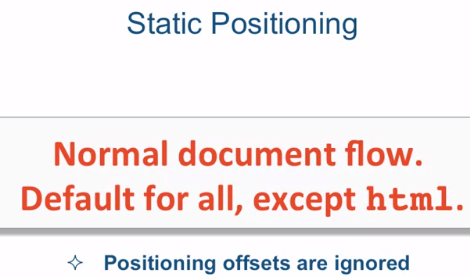 Static Positioning
Normal document flow.
Default for all, except html.
✧ Positioning offsets are ignored